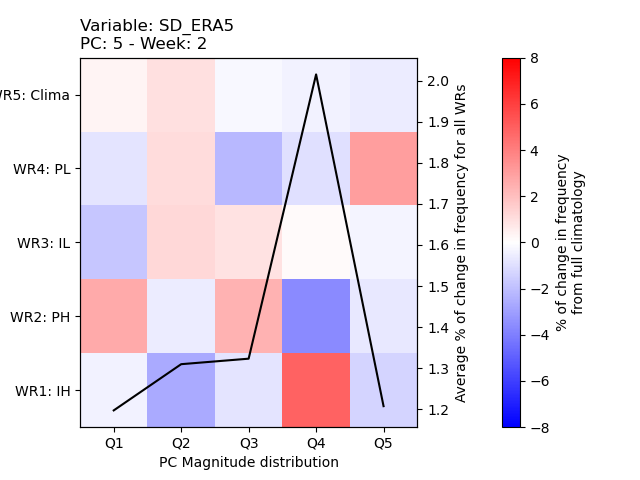 Variable: SD_ERA5
PC: 5 - Week: 2
WR5: Clima
WR4: PL
WR3: IL
WR2: PH
WR1: IH
Q1 Q2 Q3 Q4 Q5
PC Magnitude distribution
2.0
1.9
1.8
1.7
1.6
1.5
1.4
1.3
1.2
Average % of change in frequency for all WRs
8
6
4
2
0
−2
−4
−6
−8
% of change in frequency
from full climatology